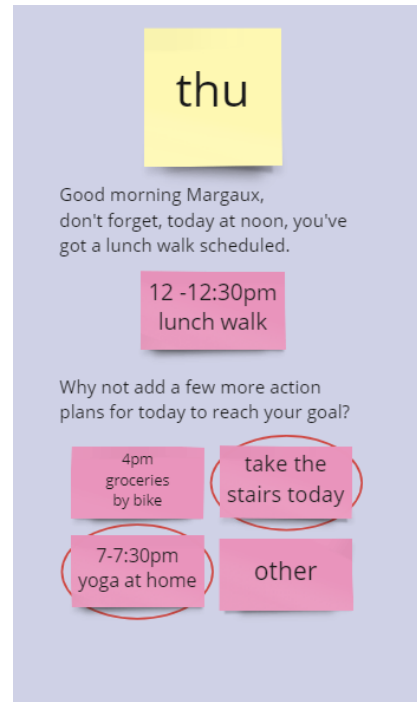 thu
Good morning Margaux,
don't forget, today at noon, you've
got a lunch walk scheduled.
12 -12:30pm
lunch walk
Why not add a few more action
plans for today to reach your goal?
4pm
groceries
by bike
take the
stairs today
7-7:30pm
yoga at home
other